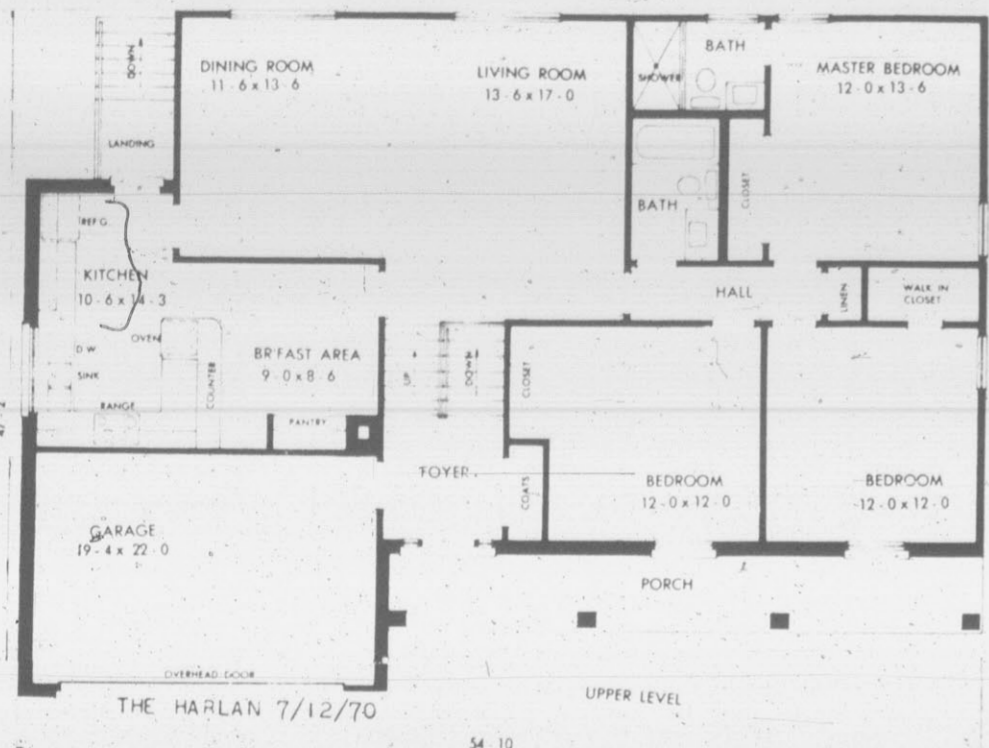 DOWN
DINING ROOM
11-6 x 13-6
LIVING ROOM
13-6 x 17-0
SHOWER
BATH
MASTER BEDROOM
12-0 x 13-6
LANDING
REF'G.
KITCHEN
10-6 x 14-3
BATH
CLOSET
HALL
LINEN
WALK IN
CLOSET
D.W.
SINK
OVEN
COUNTER
RANGE
BR'FAST AREA
9-0 x 8-6
PANTRY
UP
DOWN
CLOSET
FOYER
COATS
BEDROOM
12-0 x 12-0
BEDROOM
12-0 x 12-0
GARAGE
19-4 x 22-0
PORCH
OVERHEAD DOOR
THE HARLAN 7/12/70
UPPER LEVEL
54-10